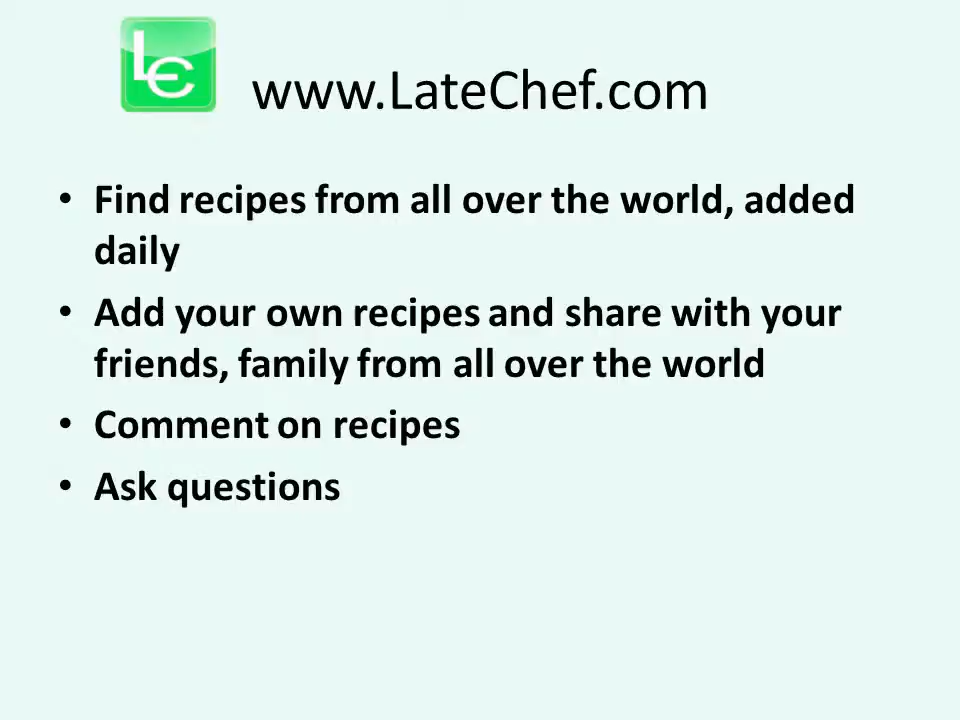 LC
www.LateChef.com
• Find recipes from all over the world, added
daily
• Add your own recipes and share with your
friends, family from all over the world
• Comment on recipes
• Ask questions